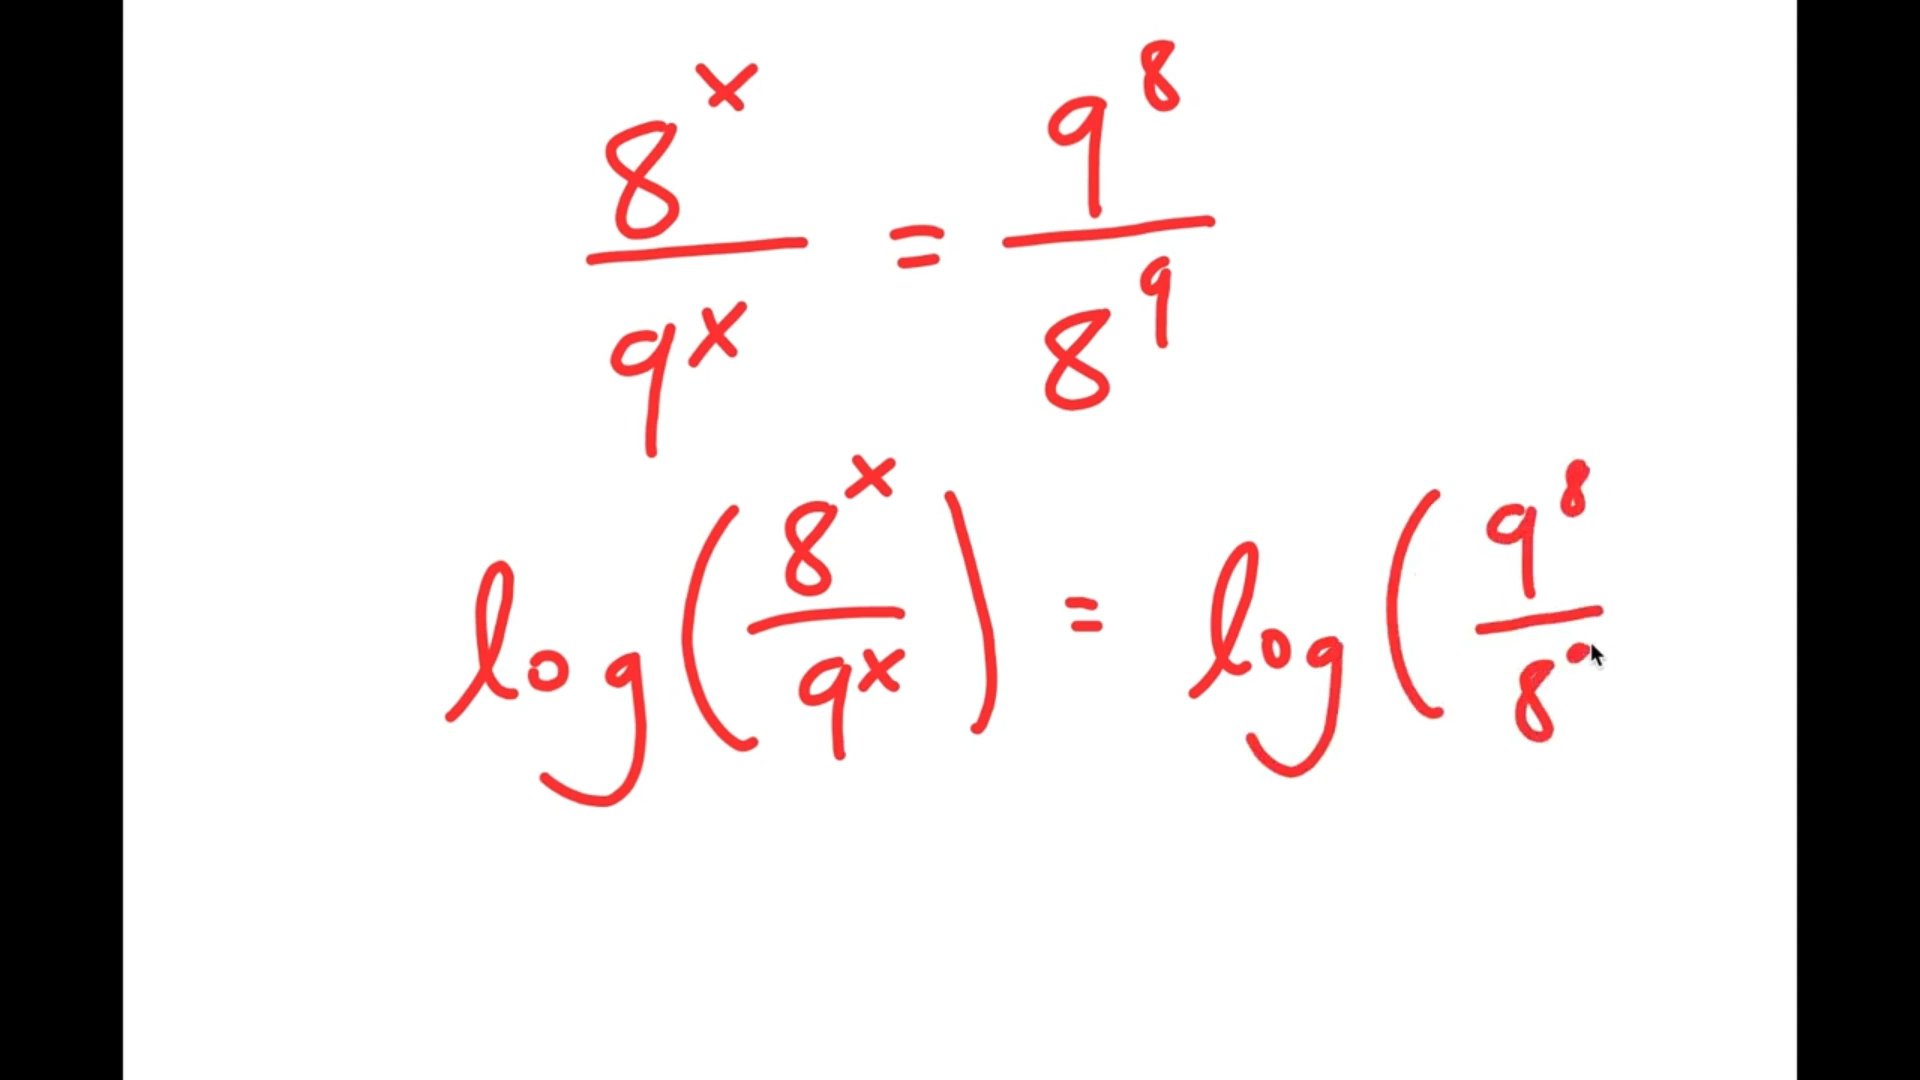 8^x / 9^x = 9^8 / 8^9
log(8^x / 9^x) = log(9^8 / 8